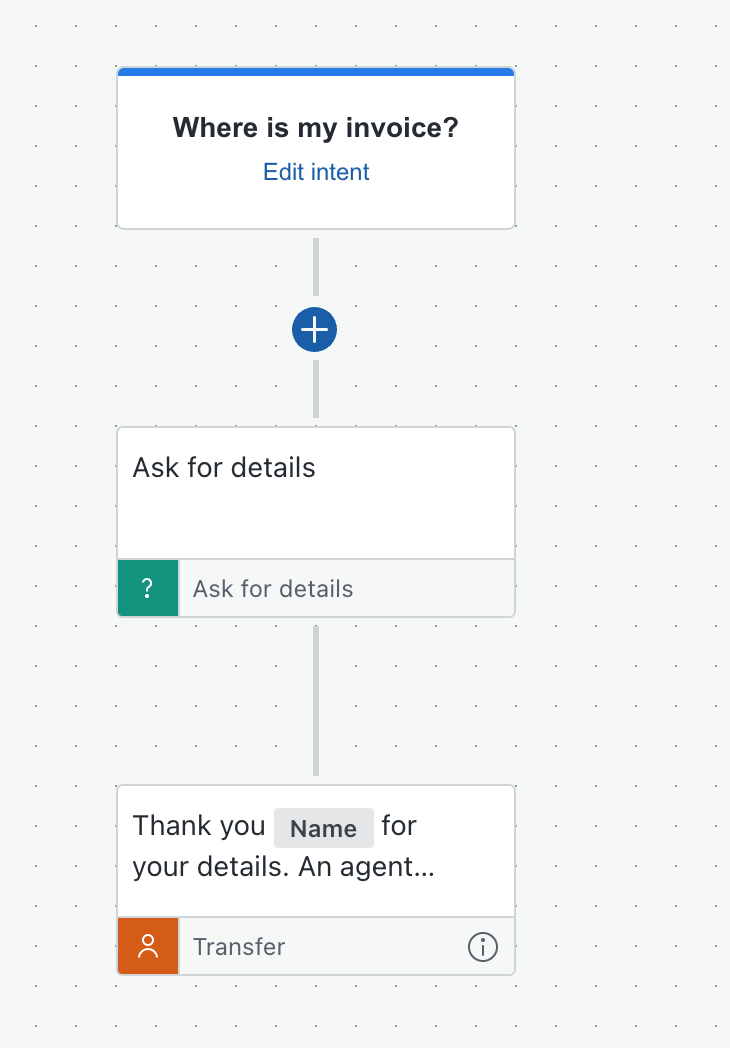 Where is my invoice?
Edit intent
Ask for details
? Ask for details
Thank you Name for
your details. An agent...
Transfer